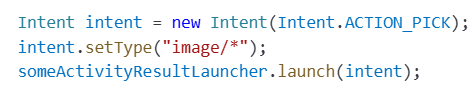 Intent intent = new Intent(Intent.ACTION_PICK);
intent.setType("image/*");
someActivityResultLauncher.launch(intent);